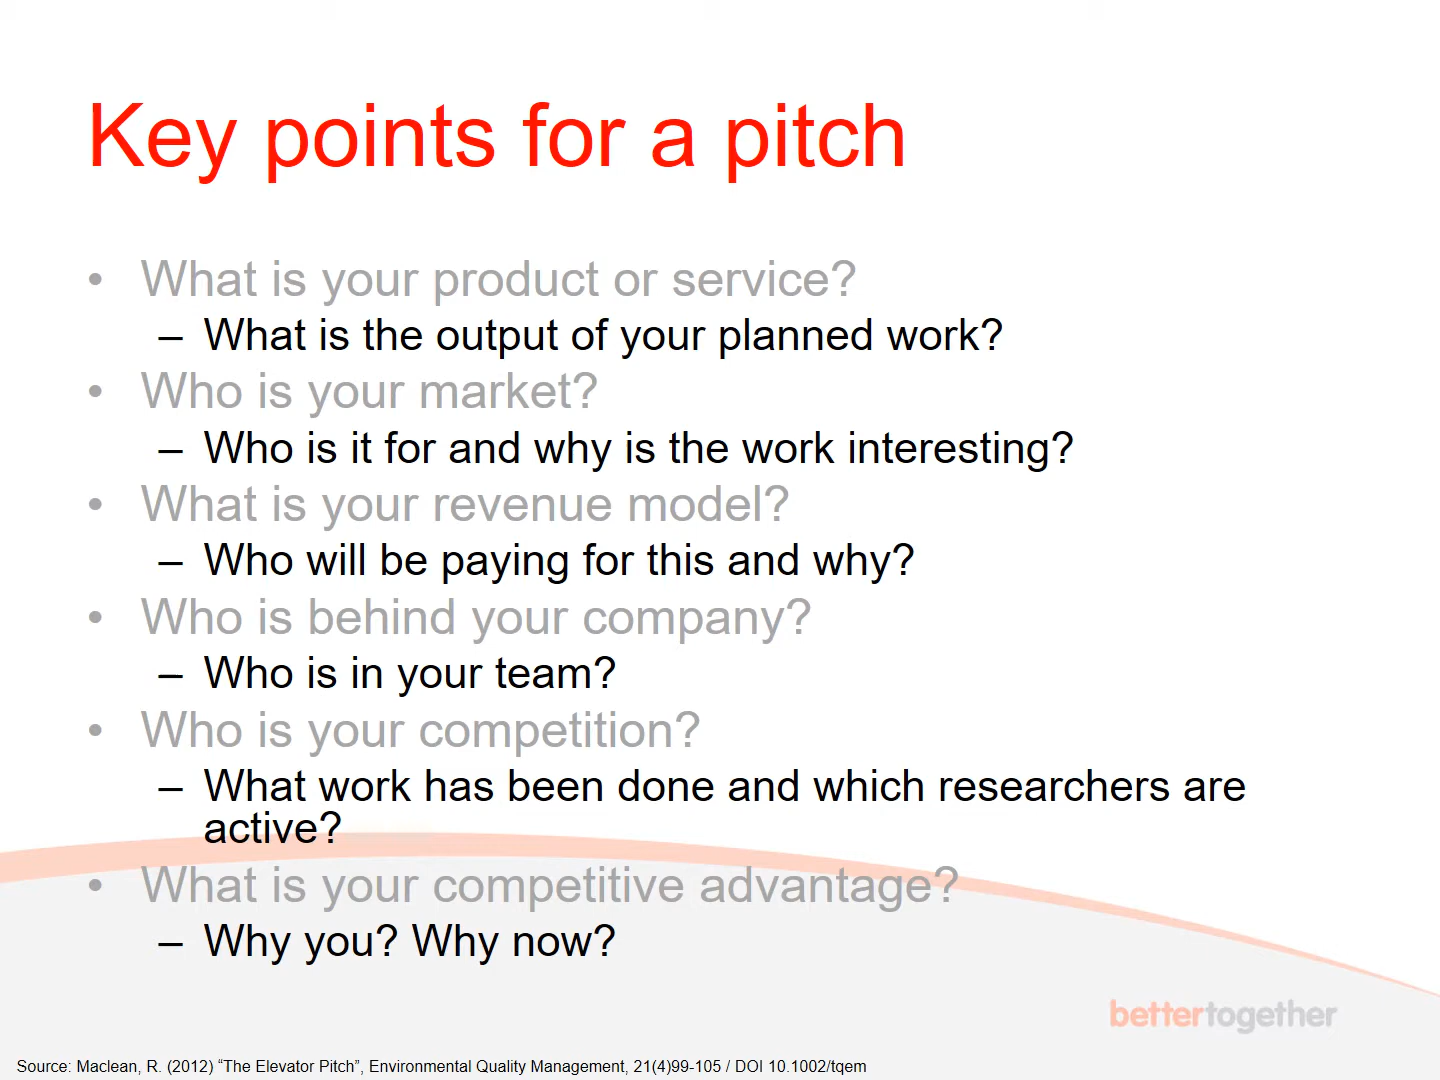 Key points for a pitch
• What is your product or service?
– What is the output of your planned work?
• Who is your market?
– Who is it for and why is the work interesting?
• What is your revenue model?
– Who will be paying for this and why?
• Who is behind your company?
– Who is in your team?
• Who is your competition?
– What work has been done and which researchers are
active?
• What is your competitive advantage?
– Why you? Why now?
bettertogether
Source: Maclean, R. (2012) “The Elevator Pitch”, Environmental Quality Management, 21(4)99-105 / DOI 10.1002/tqem